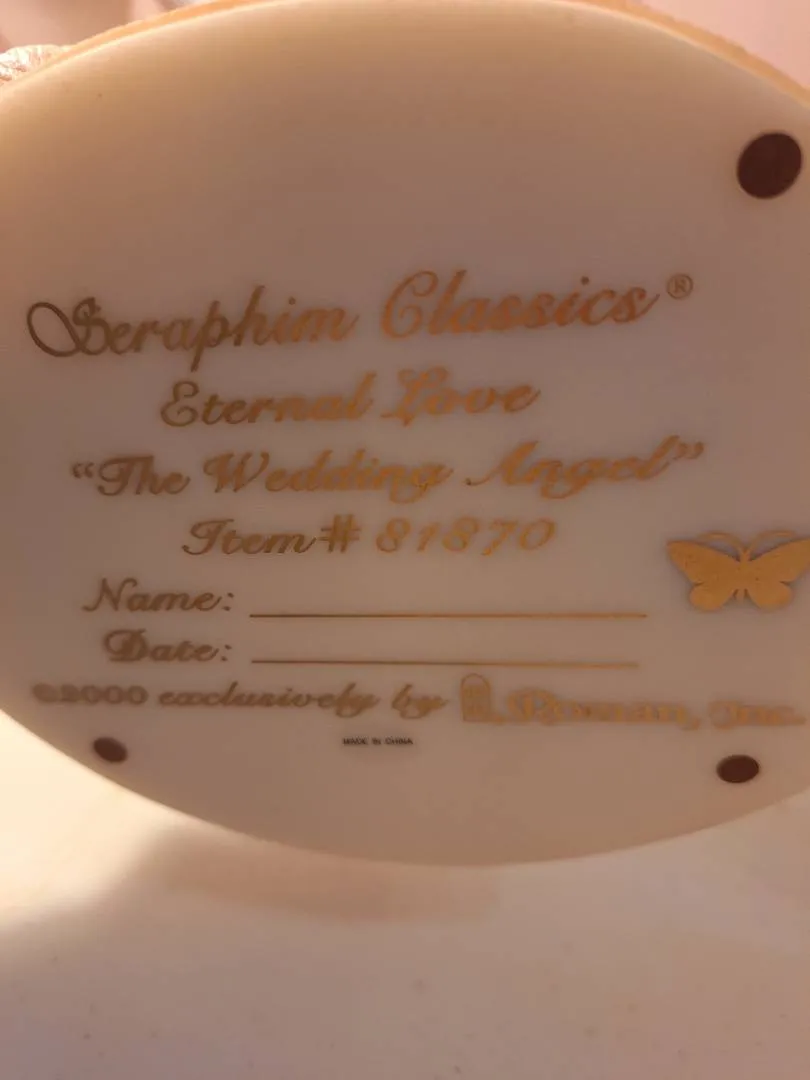 Seraphim Classics®
Eternal Love
“The Wedding Angel”
Item# 81870
Name:
Date:
©2000 exclusively by Roman, Inc.
MADE IN CHINA